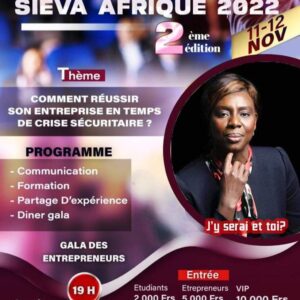 SIEVA AFRIQUE 2022
2ème
édition
11-12
NOV
Thème
COMMENT RÉUSSIR
SON ENTREPRISE EN TEMPS
DE CRISE SÉCURITAIRE ?
PROGRAMME
- Communication
- Formation
- Partage D'expérience
- Diner gala
J'y serai et toi?
GALA DES
ENTREPRENEURS
19 H
Entrée
Etudiants Etrepreneurs VIP
2 000 Frs 5 000 Frs 10 000 Frs